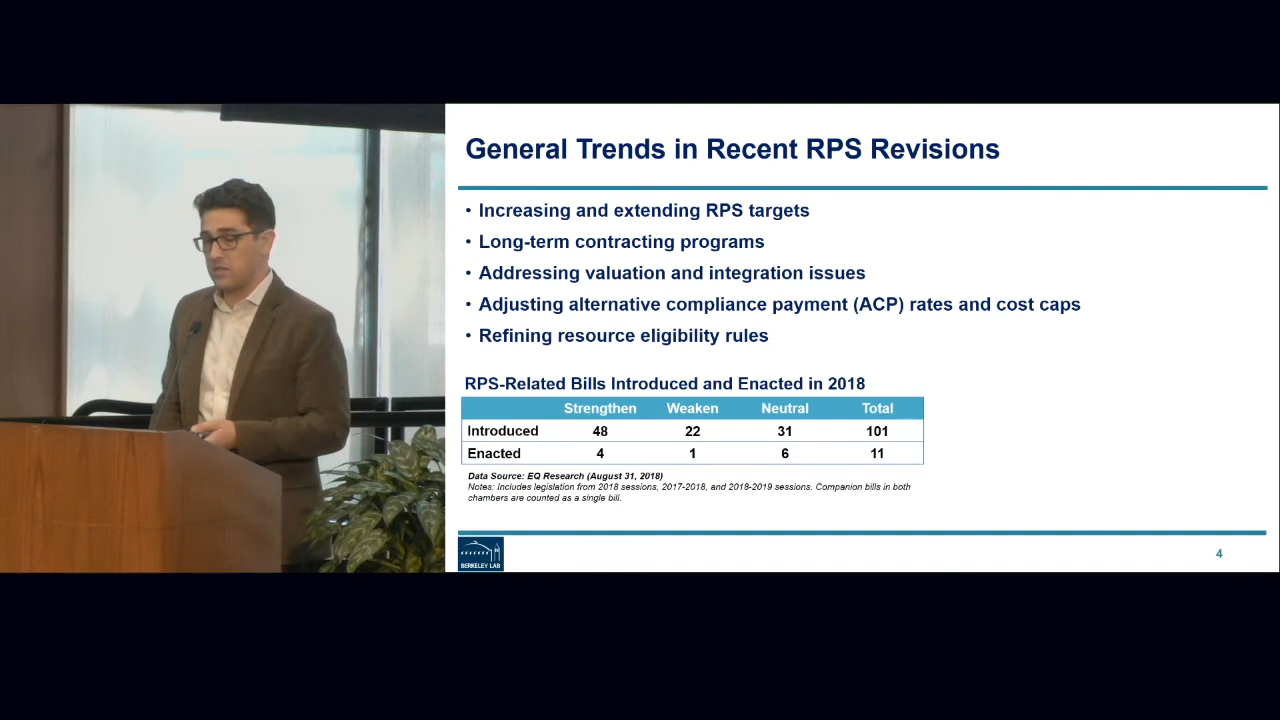 General Trends in Recent RPS Revisions
• Increasing and extending RPS targets
• Long-term contracting programs
• Addressing valuation and integration issues
• Adjusting alternative compliance payment (ACP) rates and cost caps
• Refining resource eligibility rules
RPS-Related Bills Introduced and Enacted in 2018
Strengthen Weaken Neutral Total
Introduced 48 22 31 101
Enacted 4 1 6 11
Data Source: EQ Research (August 31, 2018)
Notes: Includes legislation from 2018 sessions, 2017-2018, and 2018-2019 sessions. Companion bills in both
chambers are counted as a single bill.
BERKELEY LAB
4